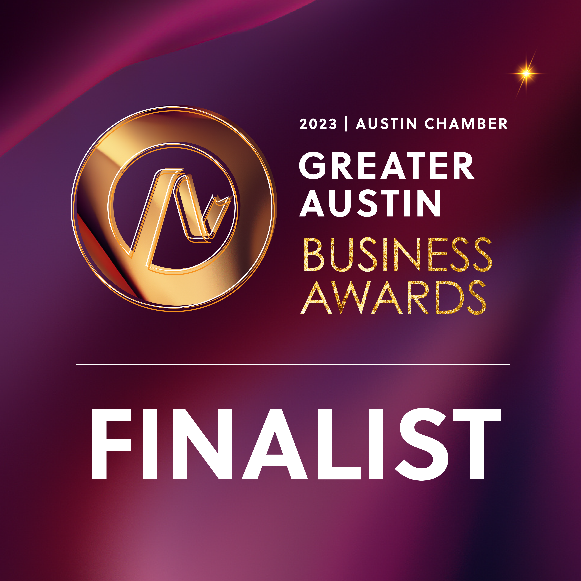 2023 | AUSTIN CHAMBER
GREATER
AUSTIN
BUSINESS
AWARDS
FINALIST